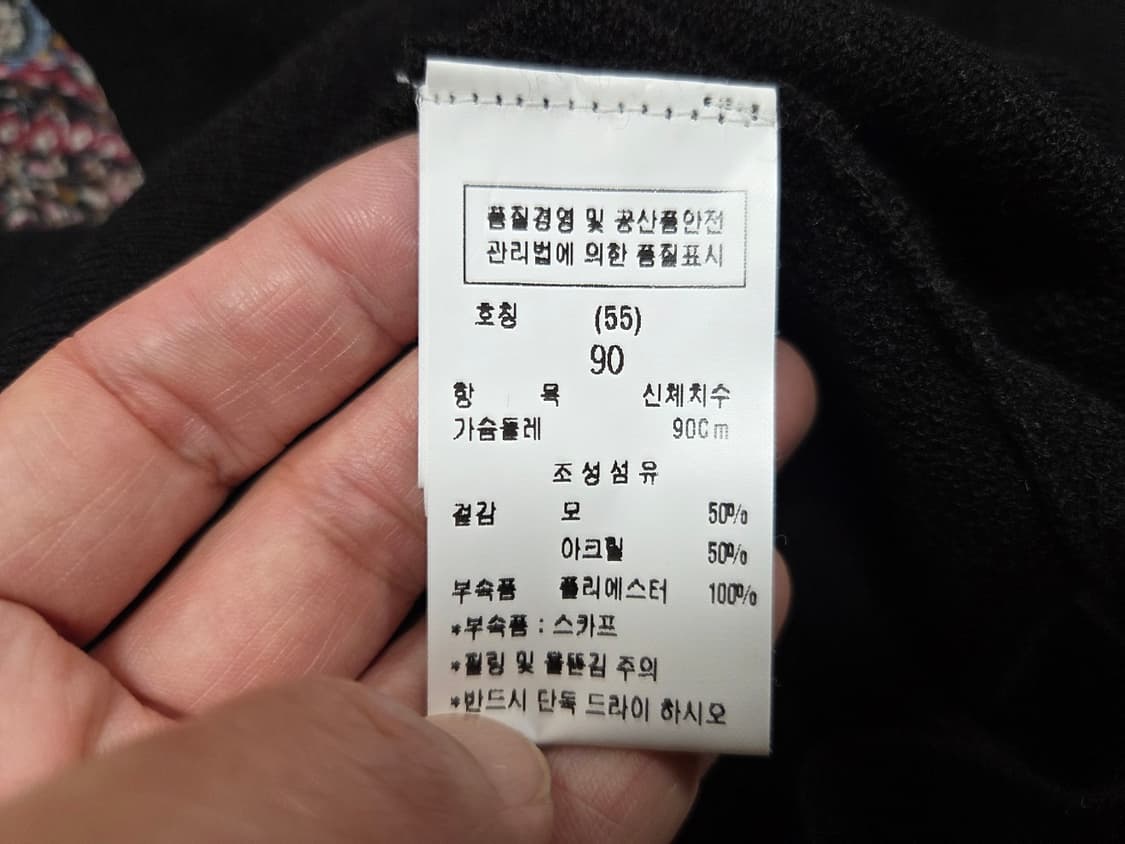 품질경영 및 공산품안전
관리법에 의한 품질표시
호칭 (55)
90
항 목 신체치수
가슴둘레 90Cm
조성섬유
겉감 모 50%
아크릴 50%
부속품 폴리에스터 100%
*부속품 : 스카프
*필링 및 올뜯김 주의
*반드시 단독 드라이 하시오